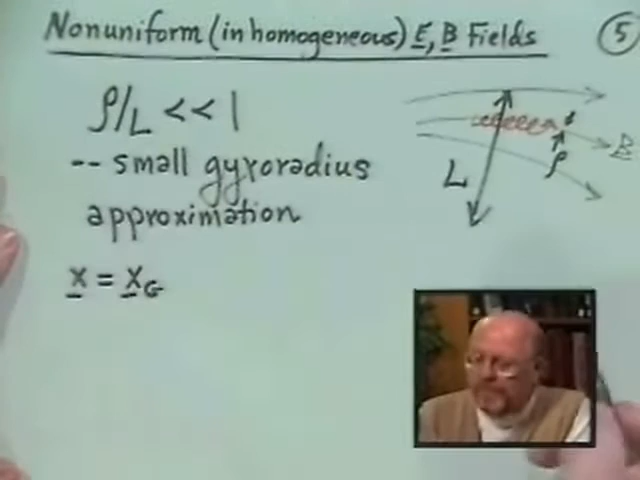 Nonuniform (inhomogeneous) E, B Fields
5
ρ/L << 1
-- small gyroradius
approximation
L
ρ
B
x = x_G